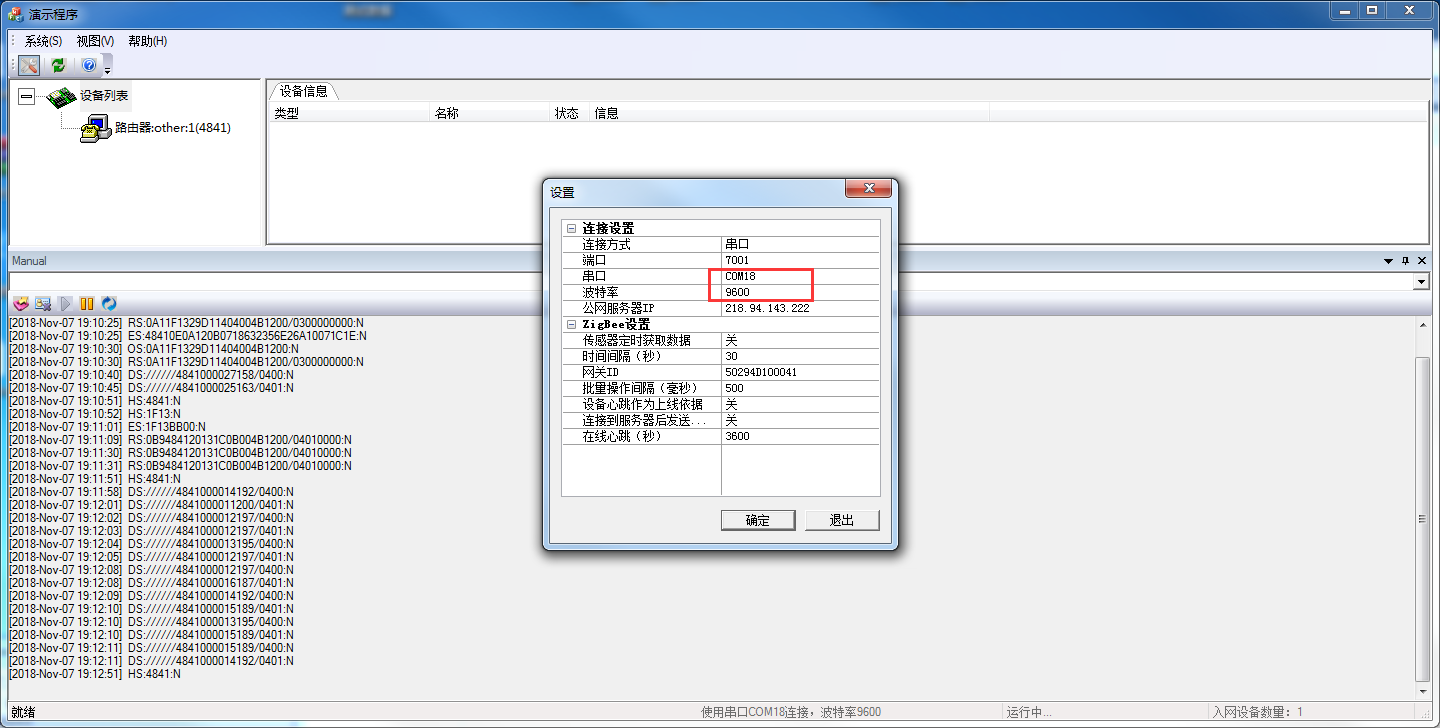 演示程序
系统(S) 视图(V) 帮助(H)
设备列表
路由器:other:1(4841)
设备信息
类型 名称 状态 信息
Manual
[2018-Nov-07 19:10:25] RS:0A11F1329D11404004B1200/0300000000:N
[2018-Nov-07 19:10:25] ES:48410E0A120B0718632356E26A10071C1E:N
[2018-Nov-07 19:10:30] OS:0A11F1329D11404004B1200:N
[2018-Nov-07 19:10:30] RS:0A11F1329D11404004B1200/0300000000:N
[2018-Nov-07 19:10:40] DS://////4841000027158/0400:N
[2018-Nov-07 19:10:45] DS://////4841000025163/0401:N
[2018-Nov-07 19:10:51] HS:4841:N
[2018-Nov-07 19:10:52] HS:1F13:N
[2018-Nov-07 19:11:01] ES:1F13BB00:N
[2018-Nov-07 19:11:09] RS:0B9484120131C0B004B1200/04010000:N
[2018-Nov-07 19:11:30] RS:0B9484120131C0B004B1200/04010000:N
[2018-Nov-07 19:11:31] RS:0B9484120131C0B004B1200/04010000:N
[2018-Nov-07 19:11:51] HS:4841:N
[2018-Nov-07 19:11:58] DS://////4841000014192/0400:N
[2018-Nov-07 19:12:01] DS://////4841000011200/0401:N
[2018-Nov-07 19:12:02] DS://////4841000012197/0400:N
[2018-Nov-07 19:12:03] DS://////4841000012197/0401:N
[2018-Nov-07 19:12:04] DS://////4841000013195/0400:N
[2018-Nov-07 19:12:05] DS://////4841000012197/0401:N
[2018-Nov-07 19:12:08] DS://////4841000012197/0400:N
[2018-Nov-07 19:12:08] DS://////4841000016187/0401:N
[2018-Nov-07 19:12:09] DS://////4841000014192/0400:N
[2018-Nov-07 19:12:10] DS://////4841000015189/0401:N
[2018-Nov-07 19:12:10] DS://////4841000013195/0400:N
[2018-Nov-07 19:12:10] DS://////4841000015189/0401:N
[2018-Nov-07 19:12:11] DS://////4841000015189/0400:N
[2018-Nov-07 19:12:11] DS://////4841000014192/0401:N
[2018-Nov-07 19:12:51] HS:4841:N
设置
连接设置
连接方式 串口
端口 7001
串口 COM18
波特率 9600
公网服务器IP 218.94.143.222
ZigBee设置
传感器定时获取数据 关
时间间隔（秒） 30
网关ID 50294D100041
批量操作间隔（毫秒） 500
设备心跳作为上线依据 关
连接到服务器后发送... 关
在线心跳（秒） 3600
确定 退出
就绪 使用串口COM18连接，波特率9600 运行中... 入网设备数量：1